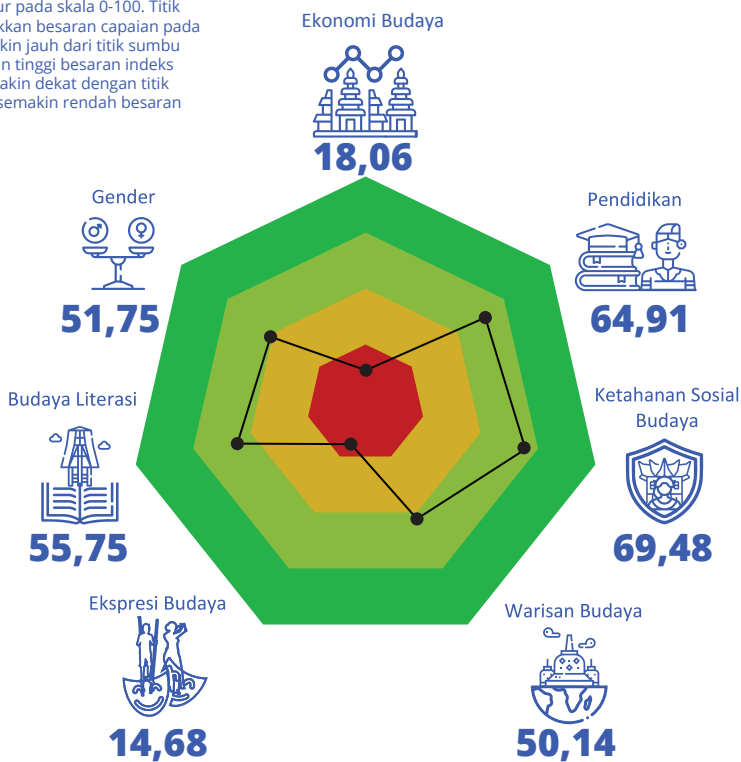 ur pada skala 0-100. Titik
kkan besaran capaian pada
kin jauh dari titik sumbu
n tinggi besaran indeks
akin dekat dengan titik
semakin rendah besaran
Ekonomi Budaya
18,06
Gender
51,75
Pendidikan
64,91
Budaya Literasi
55,75
Ketahanan Sosial
Budaya
69,48
Ekspresi Budaya
14,68
Warisan Budaya
50,14